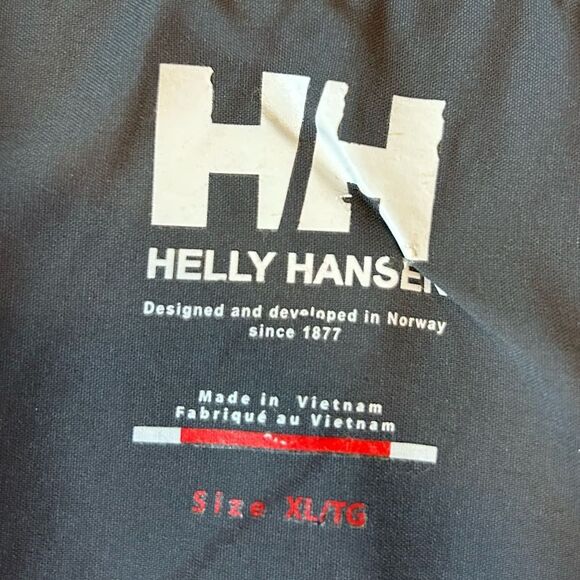 HH
HELLY HANSEN
Designed and developed in Norway
since 1877
Made in Vietnam
Fabriqué au Vietnam
Size XL/TG